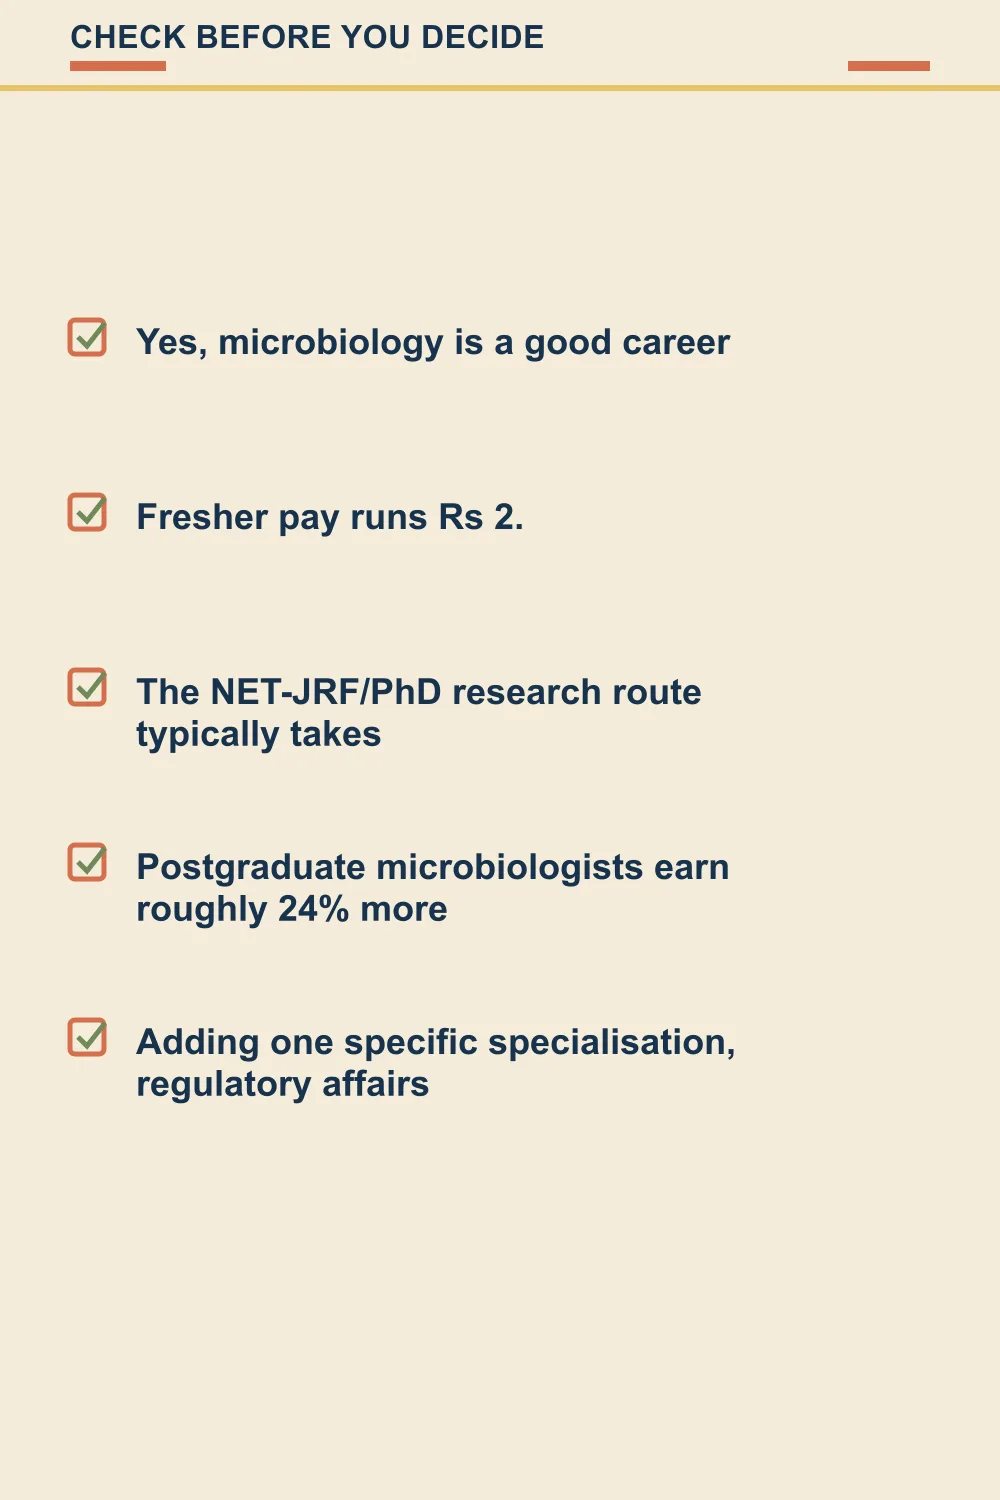 CHECK BEFORE YOU DECIDE
Yes, microbiology is a good career
Fresher pay runs Rs 2.
The NET-JRF/PhD research route
typically takes
Postgraduate microbiologists earn
roughly 24% more
Adding one specific specialisation,
regulatory affairs